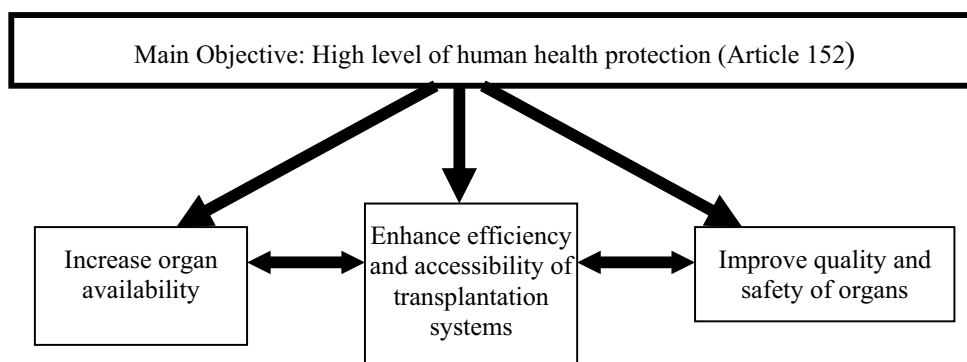 Main Objective: High level of human health protection (Article 152)
Increase organ
availability
Enhance efficiency
and accessibility of
transplantation
systems
Improve quality and
safety of organs